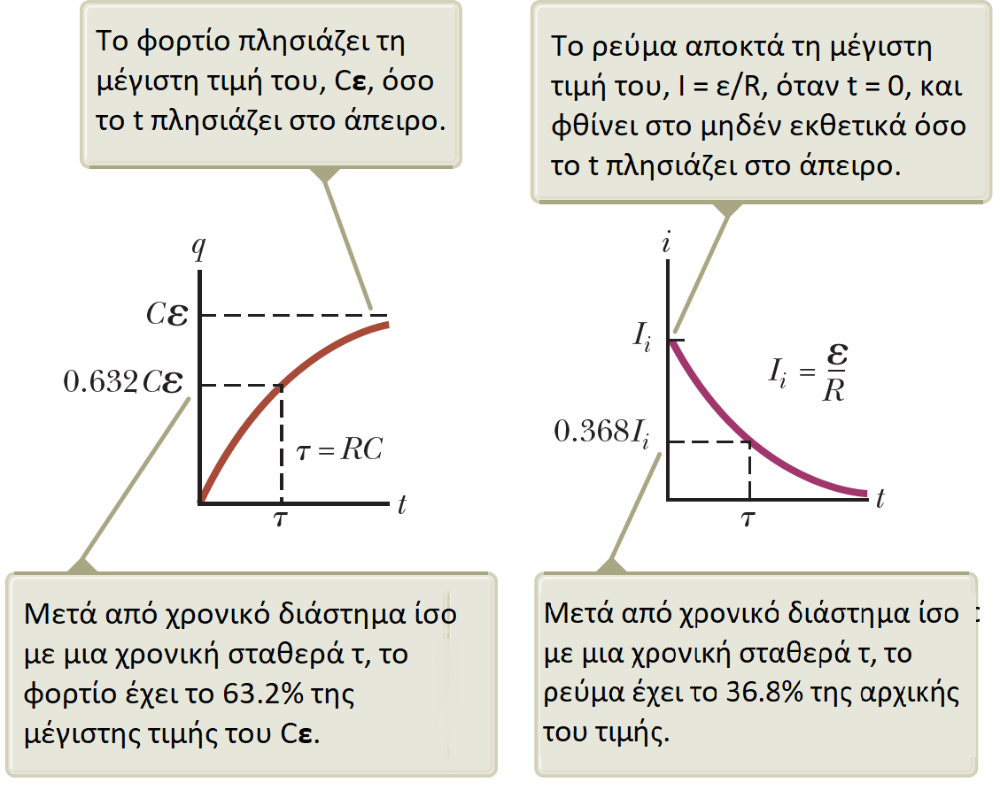 Το φορτίο πλησιάζει τη
μέγιστη τιμή του, Cε, όσο
το t πλησιάζει στο άπειρο.
Το ρεύμα αποκτά τη μέγιστη
τιμή του, I = ε/R, όταν t = 0, και
φθίνει στο μηδέν εκθετικά όσο
το t πλησιάζει στο άπειρο.
q
Cε
0.632Cε
τ = RC
τ
t
i
I_i
I_i = ε/R
0.368I_i
τ
t
Μετά από χρονικό διάστημα ίσο
με μια χρονική σταθερά τ, το
φορτίο έχει το 63.2% της
μέγιστης τιμής του Cε.
Μετά από χρονικό διάστημα ίσο
με μια χρονική σταθερά τ, το
ρεύμα έχει το 36.8% της αρχικής
του τιμής.